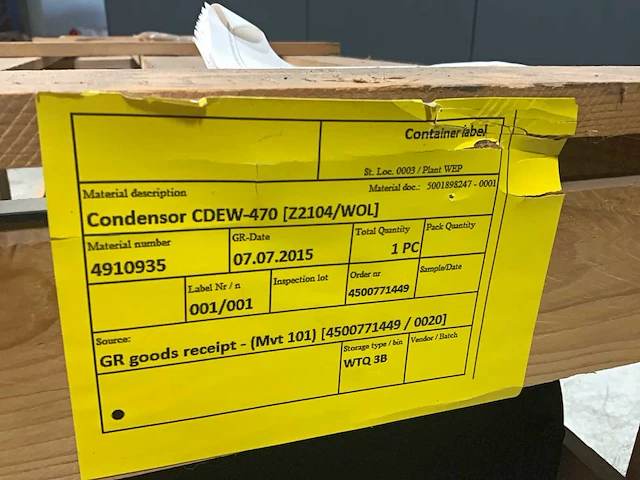 Container label
St. Loc. 0003 / Plant WEP
Material doc.: 5001898247 - 0001
Material description
Condensor CDEW-470 [Z2104/WOL]
Material number
4910935
GR-Date
07.07.2015
Total Quantity
1 PC
Pack Quantity
Label Nr / n
001/001
Inspection lot
Order nr
4500771449
Sample/Date
Source:
GR goods receipt - (Mvt 101) [4500771449 / 0020]
Storage type / bin
WTQ 3B
Vendor / Batch